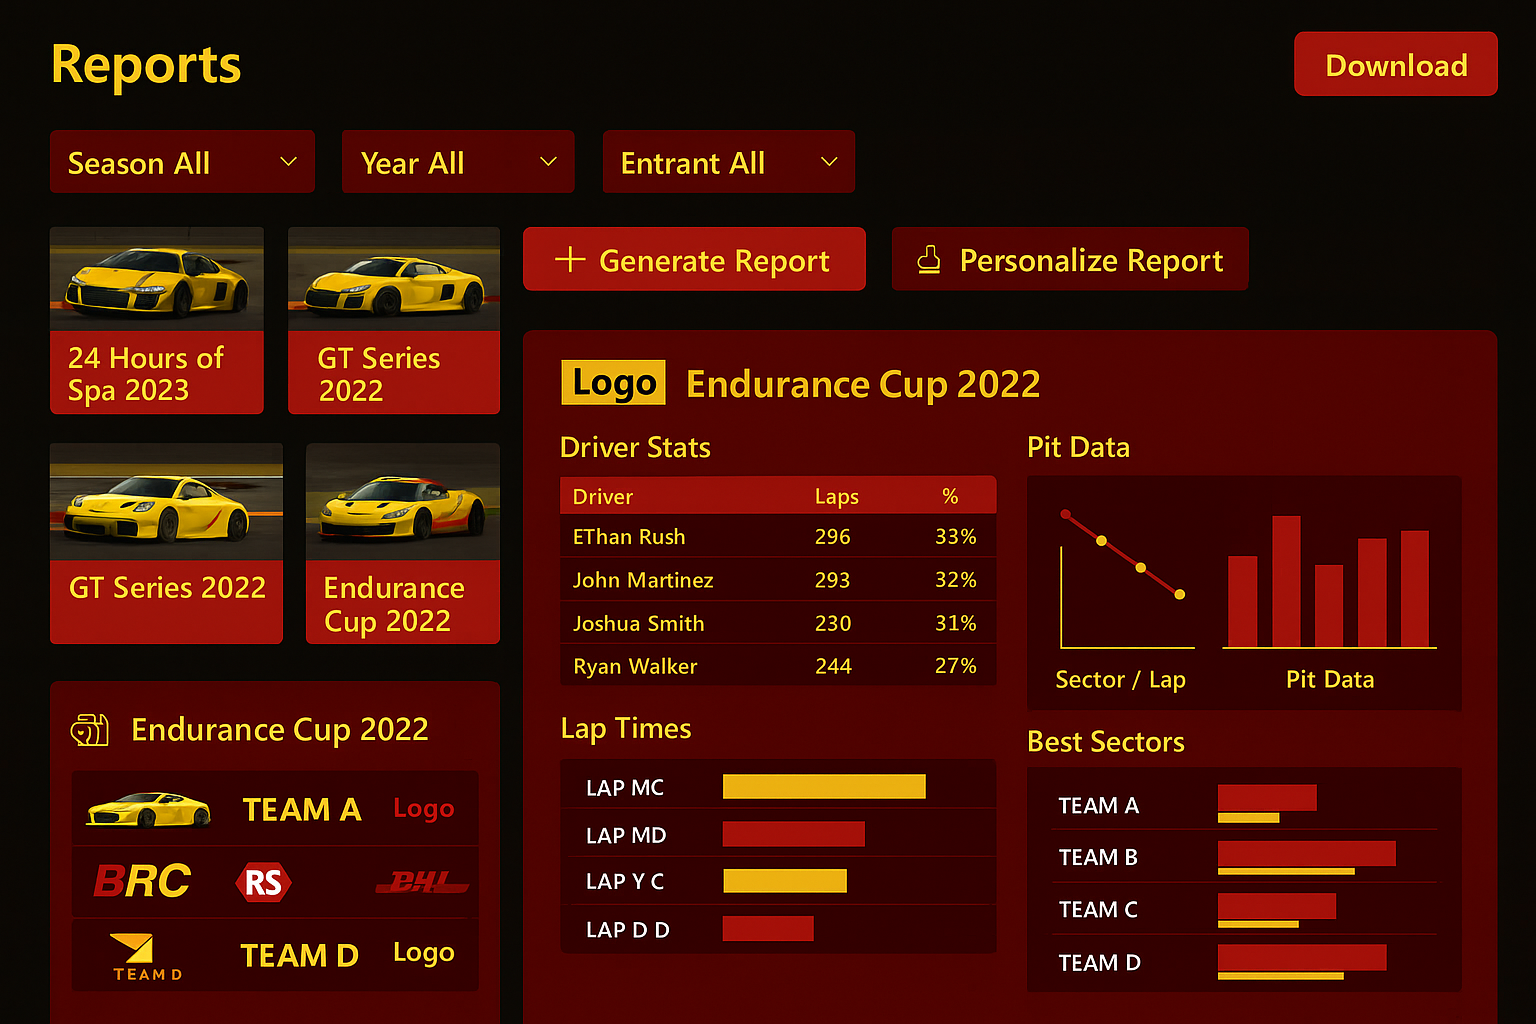 Reports
Download
Season All
Year All
Entrant All
24 Hours of
Spa 2023
GT Series
2022
GT Series 2022
Endurance
Cup 2022
Generate Report
Personalize Report
Endurance Cup 2022
TEAM A Logo
BRC RS DHL
TEAM D TEAM D Logo
Logo Endurance Cup 2022
Driver Stats
Driver Laps %
EThan Rush 296 33%
John Martinez 293 32%
Joshua Smith 230 31%
Ryan Walker 244 27%
Lap Times
LAP MC
LAP MD
LAP Y C
LAP D D
Pit Data
Sector / Lap
Pit Data
Best Sectors
TEAM A
TEAM B
TEAM C
TEAM D